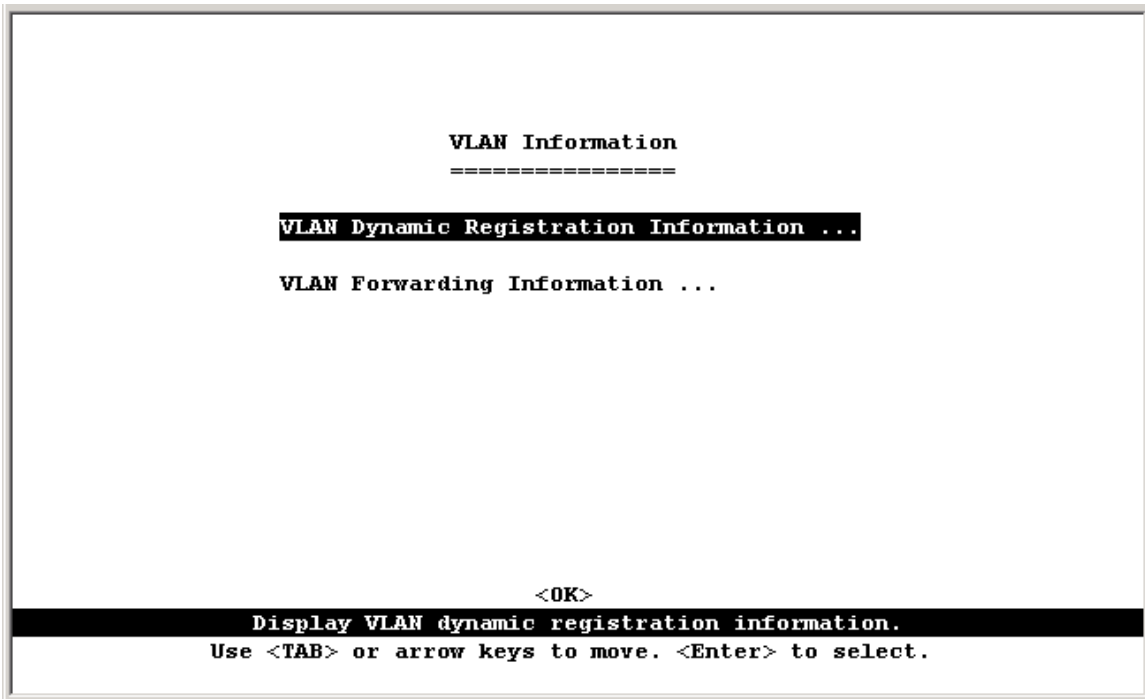 VLAN Information
================
VLAN Dynamic Registration Information ...
VLAN Forwarding Information ...
<OK>
Display VLAN dynamic registration information.
Use <TAB> or arrow keys to move. <Enter> to select.